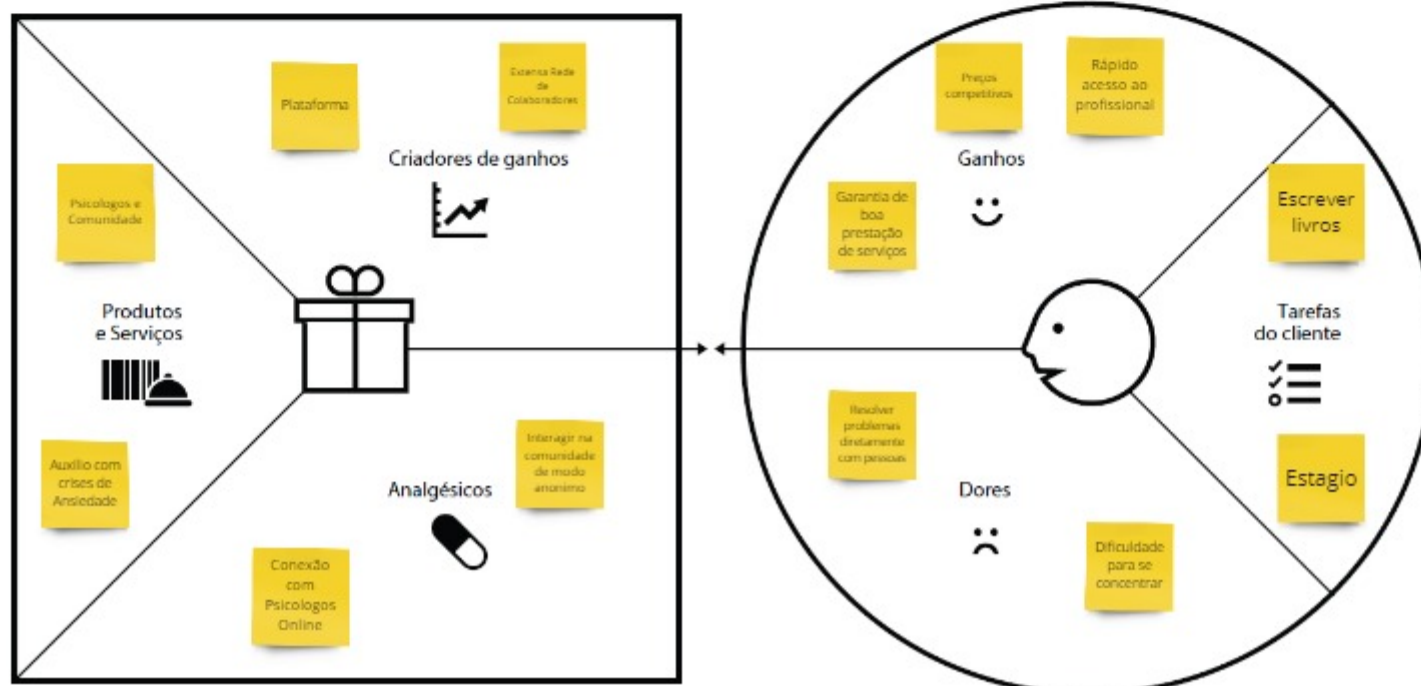 Plataforma
Extensa Rede
de
Colaboradores
Criadores de ganhos
Psicologos e
Comunidade
Produtos
e Serviços
Auxílio com
crises de
Ansiedade
Analgésicos
Interagir na
comunidade
de modo
anonimo
Conexão
com
Psicologos
Online
Preços
competitivos
Rápido
acesso ao
profissional
Ganhos
Garantia de
boa
prestação
de serviços
Escrever
livros
Tarefas
do cliente
Estagio
Resolver
problemas
diretamente
com pessoas
Dores
Dificuldade
para se
concentrar